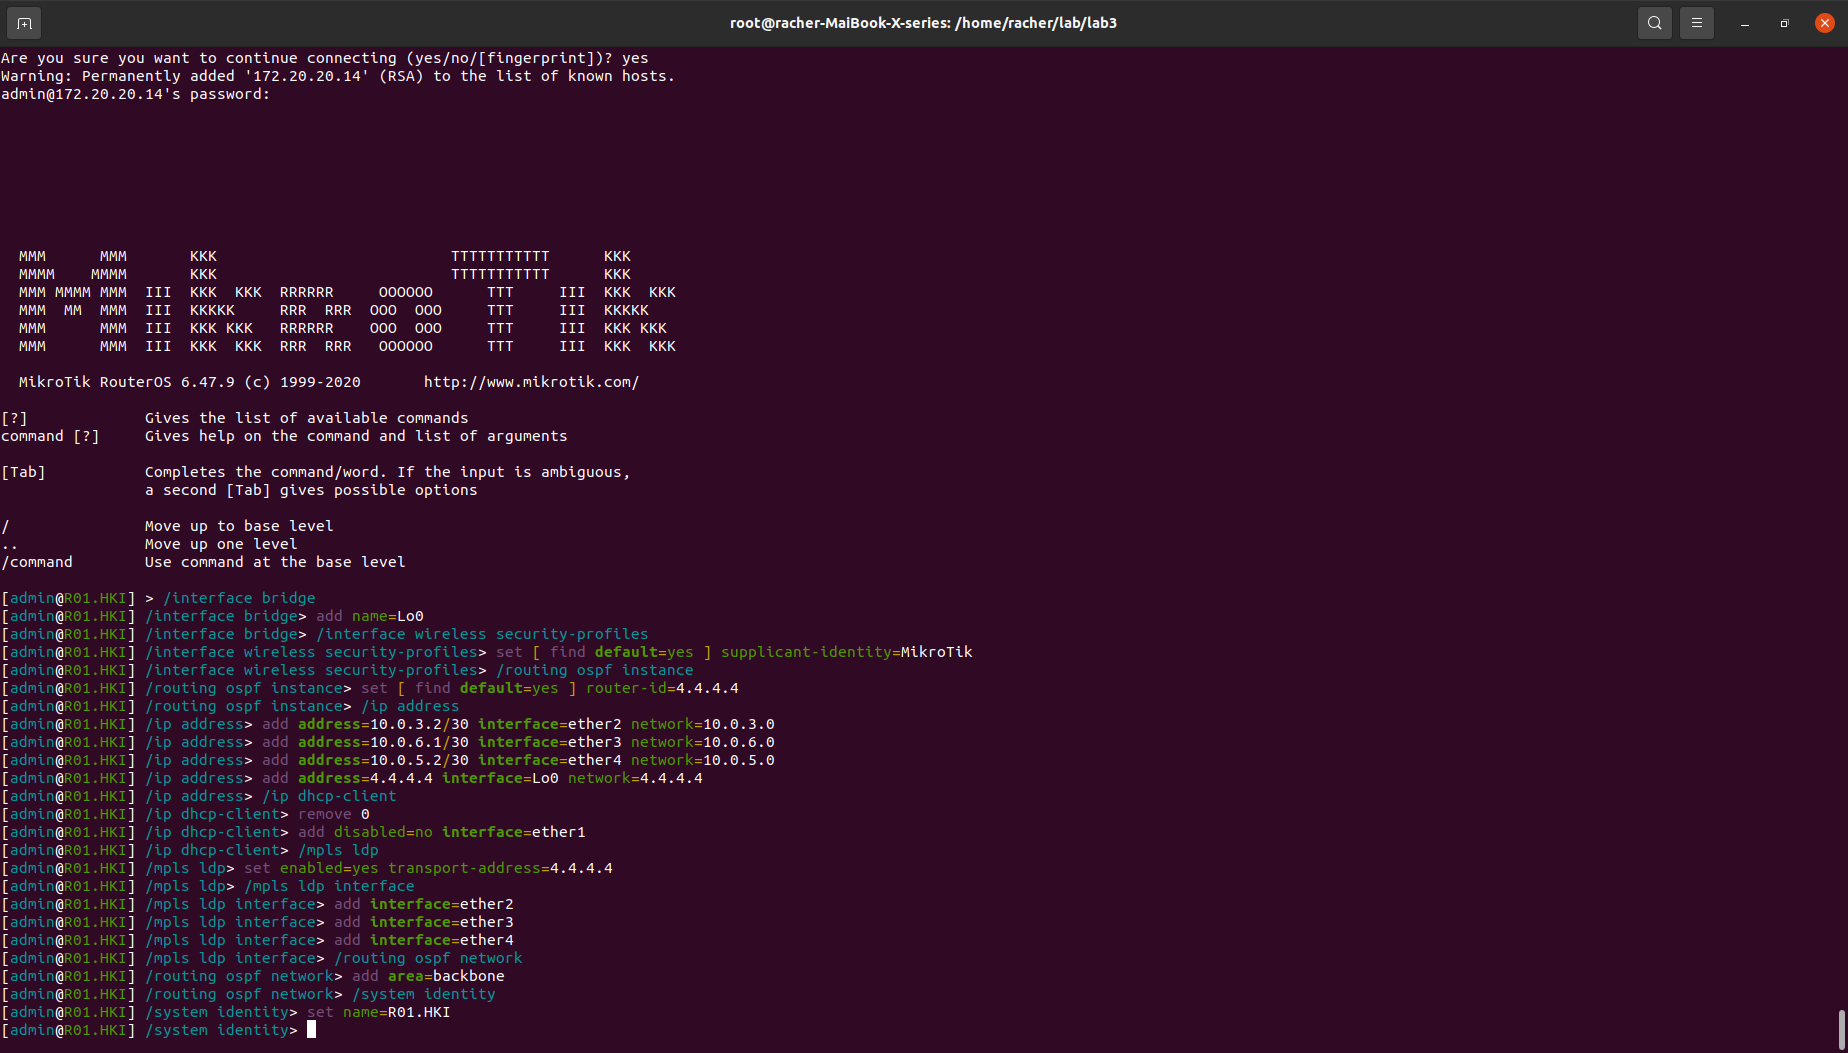 root@racher-MaiBook-X-series: /home/racher/lab/lab3
Are you sure you want to continue connecting (yes/no/[fingerprint])? yes
Warning: Permanently added '172.20.20.14' (RSA) to the list of known hosts.
admin@172.20.20.14's password:
  MMM      MMM       KKK                          TTTTTTTTTTT      KKK
  MMMM    MMMM       KKK                          TTTTTTTTTTT      KKK
  MMM MMMM MMM  III  KKK  KKK  RRRRRR     OOOOOO      TTT     III  KKK  KKK
  MMM  MM  MMM  III  KKKKK     RRR  RRR  OOO  OOO     TTT     III  KKKKK
  MMM      MMM  III  KKK KKK   RRRRRR    OOO  OOO     TTT     III  KKK KKK
  MMM      MMM  III  KKK  KKK  RRR  RRR   OOOOOO      TTT     III  KKK  KKK
  MikroTik RouterOS 6.47.9 (c) 1999-2020       http://www.mikrotik.com/
[?]             Gives the list of available commands
command [?]     Gives help on the command and list of arguments
[Tab]           Completes the command/word. If the input is ambiguous,
                a second [Tab] gives possible options
/               Move up to base level
..              Move up one level
/command        Use command at the base level
[admin@R01.HKI] > /interface bridge
[admin@R01.HKI] /interface bridge> add name=Lo0
[admin@R01.HKI] /interface bridge> /interface wireless security-profiles
[admin@R01.HKI] /interface wireless security-profiles> set [ find default=yes ] supplicant-identity=MikroTik
[admin@R01.HKI] /interface wireless security-profiles> /routing ospf instance
[admin@R01.HKI] /routing ospf instance> set [ find default=yes ] router-id=4.4.4.4
[admin@R01.HKI] /routing ospf instance> /ip address
[admin@R01.HKI] /ip address> add address=10.0.3.2/30 interface=ether2 network=10.0.3.0
[admin@R01.HKI] /ip address> add address=10.0.6.1/30 interface=ether3 network=10.0.6.0
[admin@R01.HKI] /ip address> add address=10.0.5.2/30 interface=ether4 network=10.0.5.0
[admin@R01.HKI] /ip address> add address=4.4.4.4 interface=Lo0 network=4.4.4.4
[admin@R01.HKI] /ip address> /ip dhcp-client
[admin@R01.HKI] /ip dhcp-client> remove 0
[admin@R01.HKI] /ip dhcp-client> add disabled=no interface=ether1
[admin@R01.HKI] /ip dhcp-client> /mpls ldp
[admin@R01.HKI] /mpls ldp> set enabled=yes transport-address=4.4.4.4
[admin@R01.HKI] /mpls ldp> /mpls ldp interface
[admin@R01.HKI] /mpls ldp interface> add interface=ether2
[admin@R01.HKI] /mpls ldp interface> add interface=ether3
[admin@R01.HKI] /mpls ldp interface> add interface=ether4
[admin@R01.HKI] /mpls ldp interface> /routing ospf network
[admin@R01.HKI] /routing ospf network> add area=backbone
[admin@R01.HKI] /routing ospf network> /system identity
[admin@R01.HKI] /system identity> set name=R01.HKI
[admin@R01.HKI] /system identity>